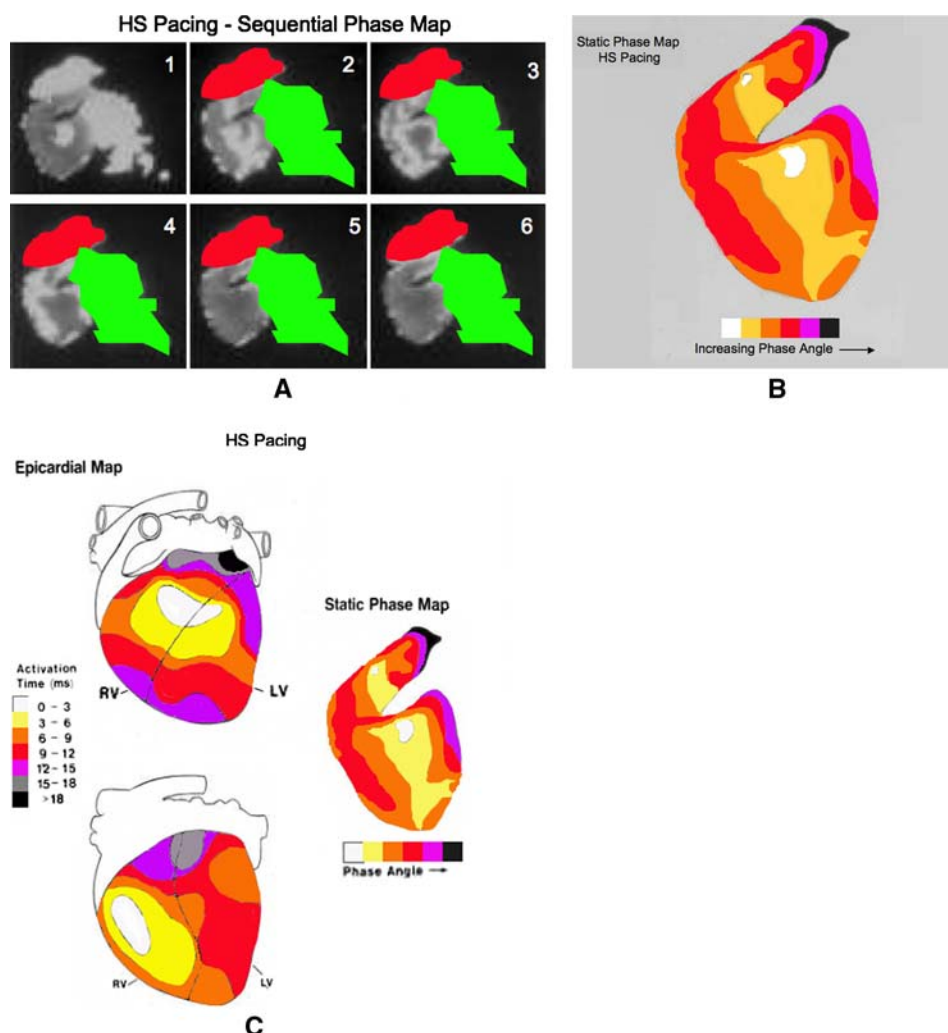 HS Pacing - Sequential Phase Map
1
2
3
4
5
6
A
Static Phase Map
HS Pacing
Increasing Phase Angle
B
HS Pacing
Epicardial Map
Activation
Time (ms)
0 - 3
3 - 6
6 - 9
9 - 12
12 - 15
15 - 18
>18
RV
LV
RV
LV
Static Phase Map
Phase Angle
C